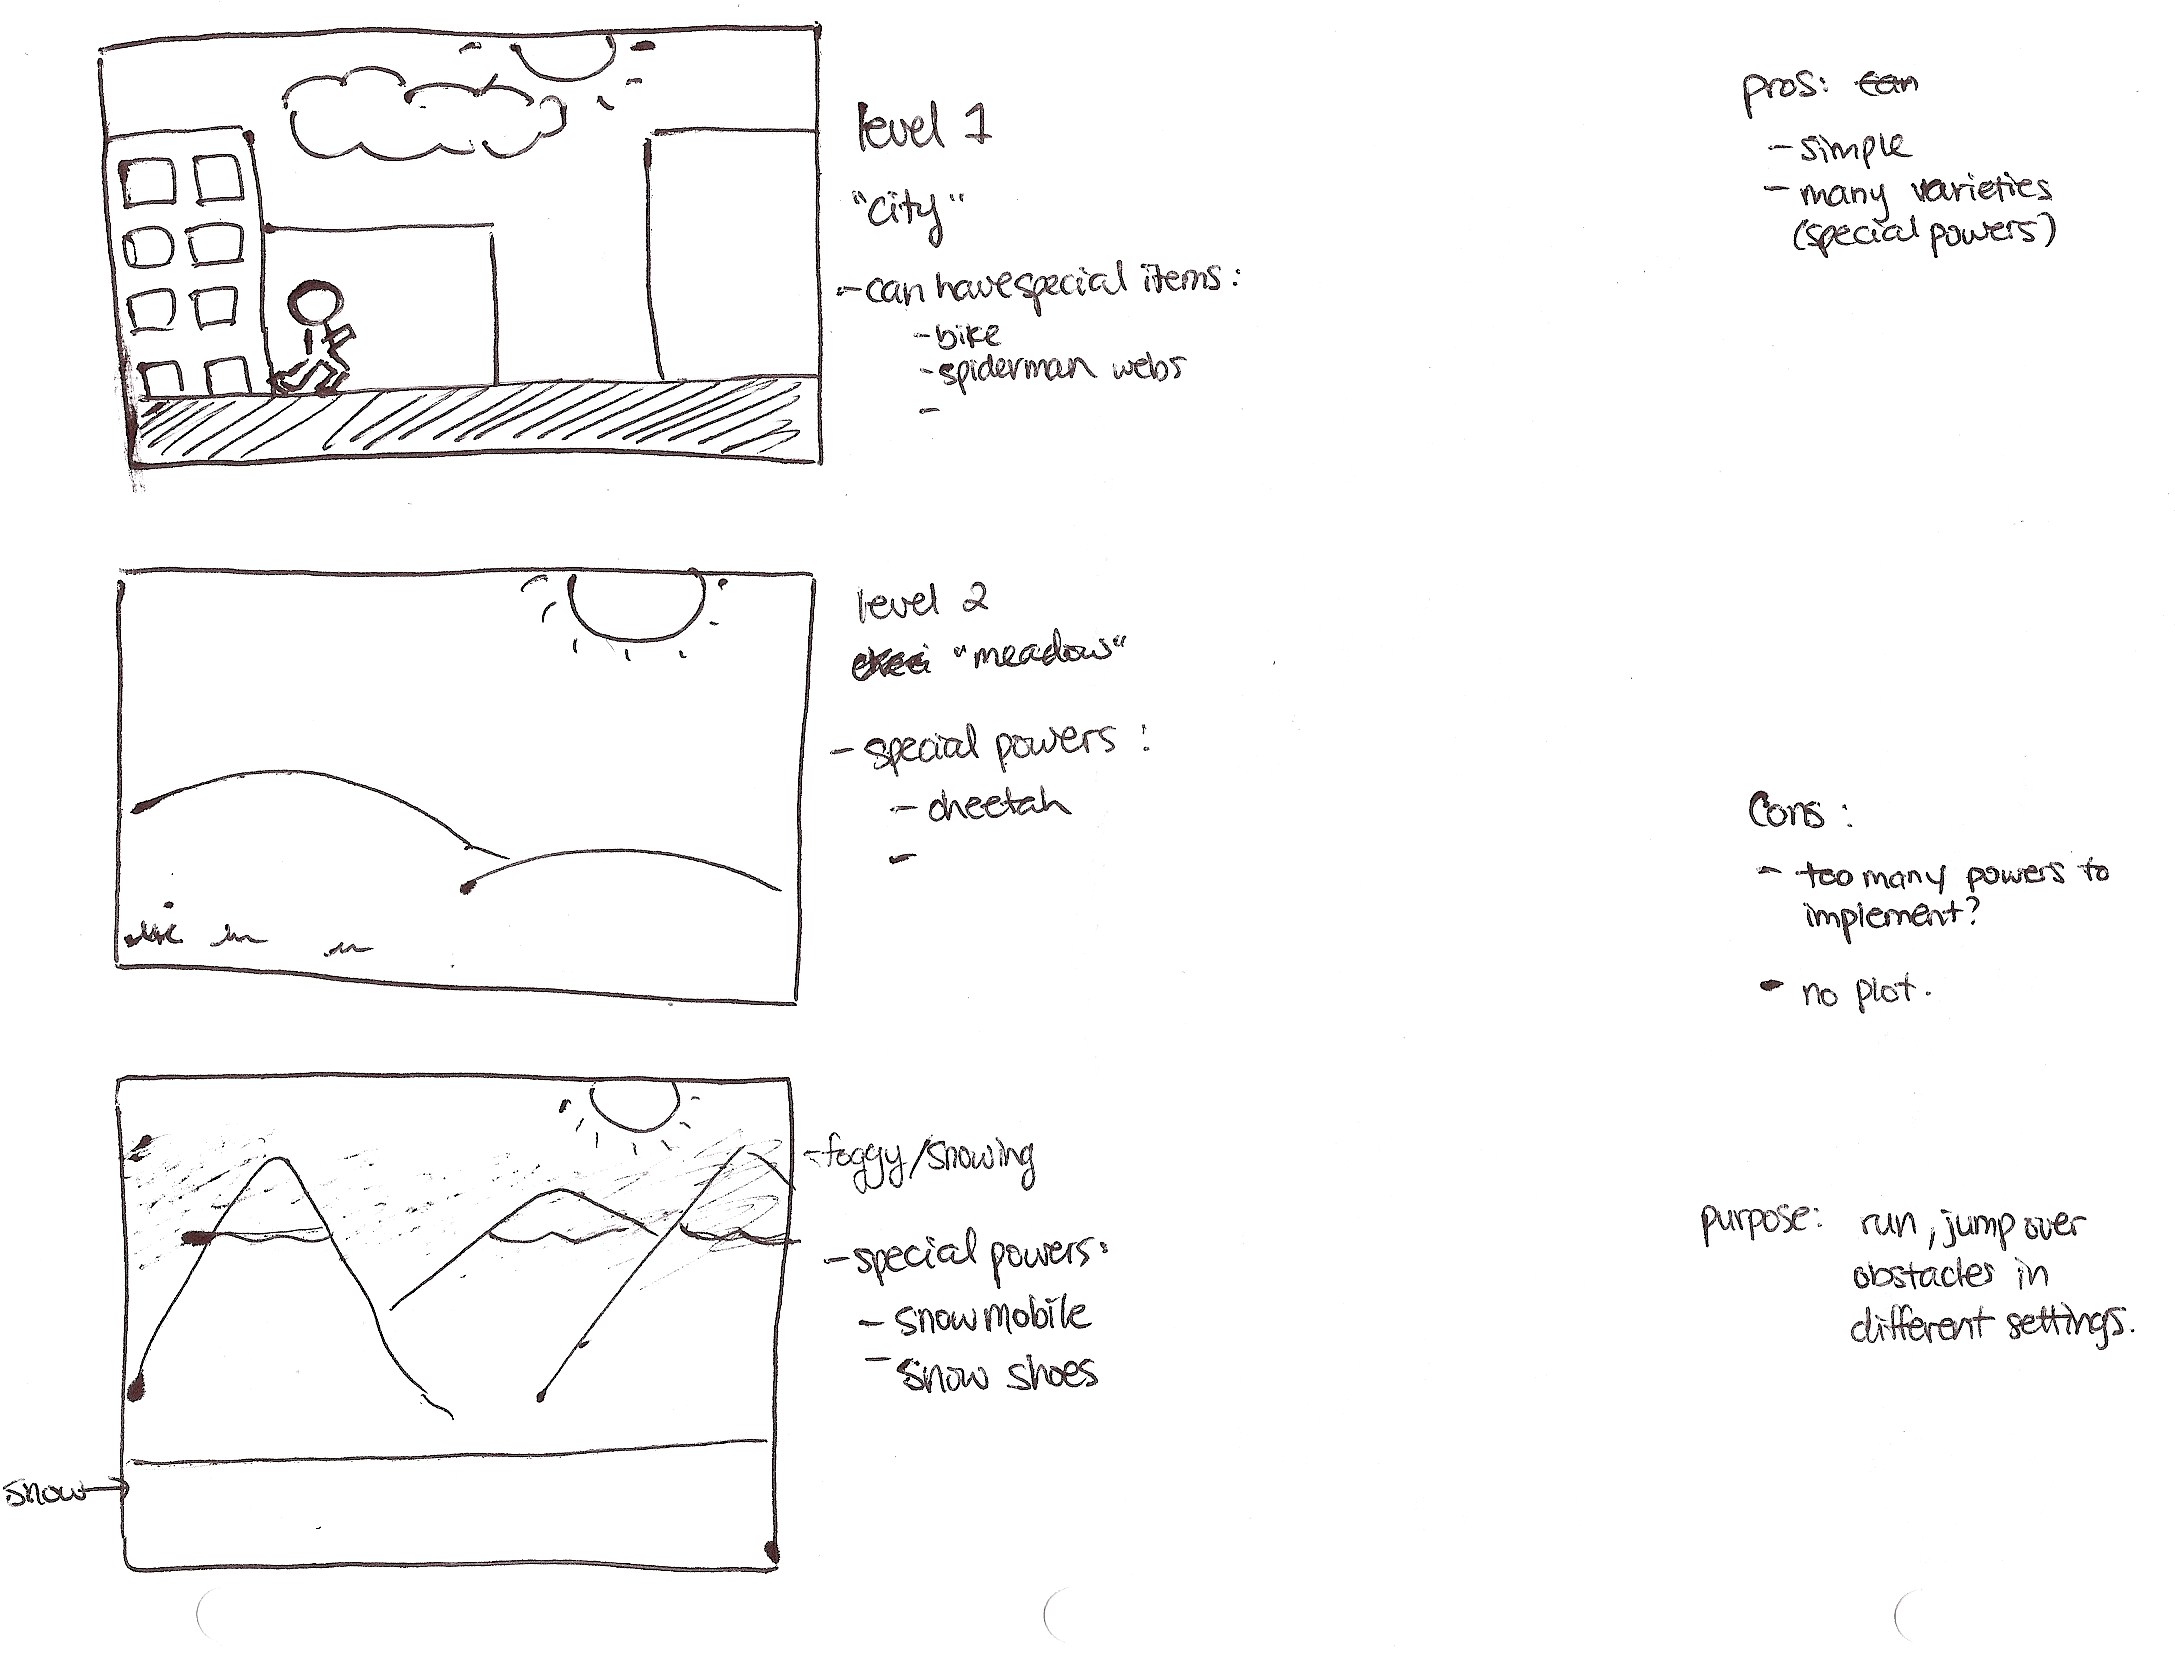 level 1
"city"
- can have special items:
- bike
- spiderman webs
-
level 2
"meadow"
- special powers:
- cheetah
-
- foggy/snowing
- special powers:
- snowmobile
- snow shoes
snow
pros: can
- simple
- many varieties
(special powers)
Cons:
- too many powers to
implement?
- no plot.
purpose: run, jump over
obstacles in
different settings.